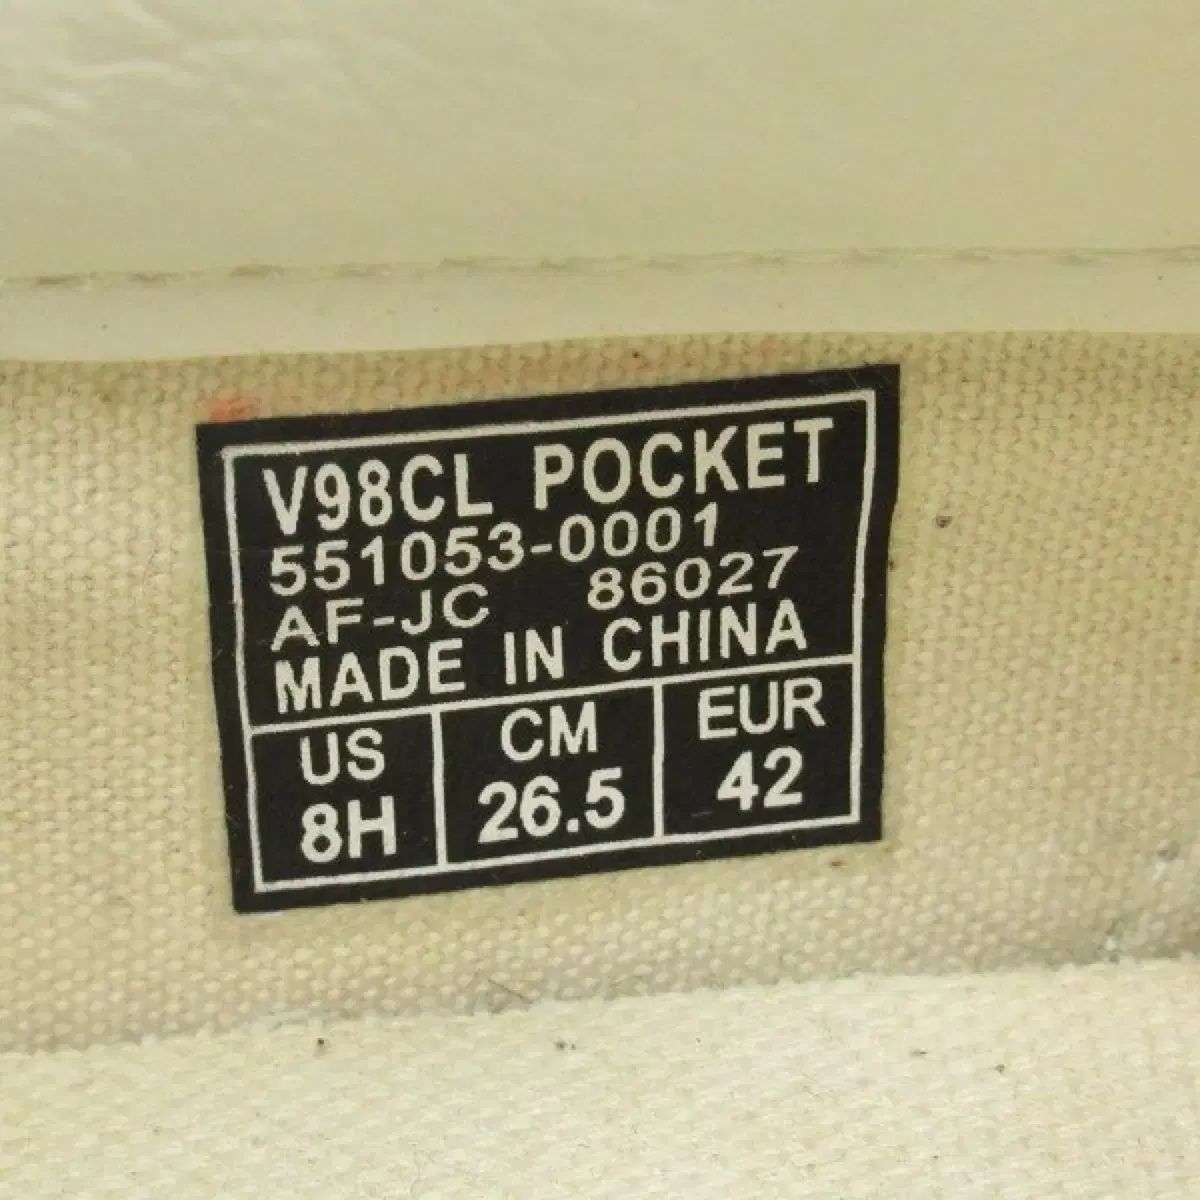 V98CL POCKET
551053-0001
AF-JC 86027
MADE IN CHINA
US CM EUR
8H 26.5 42